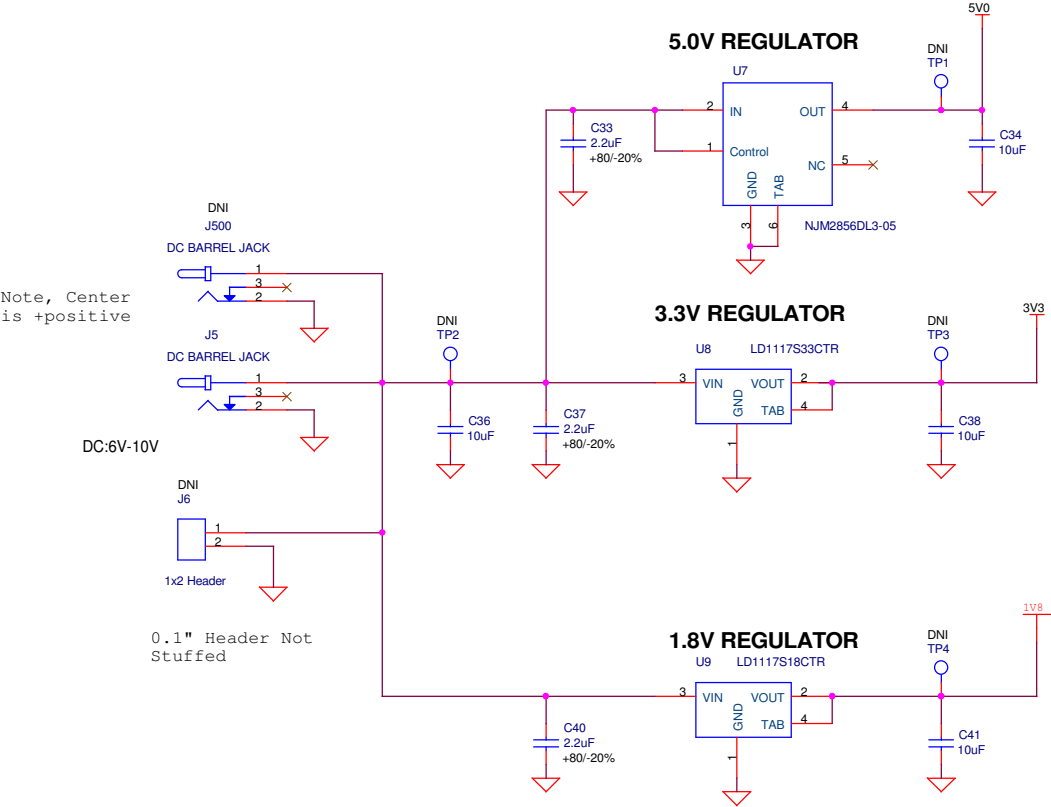 5V0
5.0V REGULATOR
DNI
TP1
U7
2
IN
OUT
4
C33
2.2uF
+80/-20%
1
Control
NC
5
C34
10uF
GND
TAB
3
6
NJM2856DL3-05
DNI
J500
DC BARREL JACK
1
3
2
Note, Center
is +positive
J5
DC BARREL JACK
1
3
2
DC:6V-10V
DNI
TP2
C36
10uF
C37
2.2uF
+80/-20%
3.3V REGULATOR
U8
LD1117S33CTR
3
VIN
VOUT
2
GND
TAB
4
1
DNI
TP3
3V3
C38
10uF
DNI
J6
1
2
1x2 Header
0.1" Header Not
Stuffed
1.8V REGULATOR
U9
LD1117S18CTR
3
VIN
VOUT
2
GND
TAB
4
1
DNI
TP4
1V8
C40
2.2uF
+80/-20%
C41
10uF